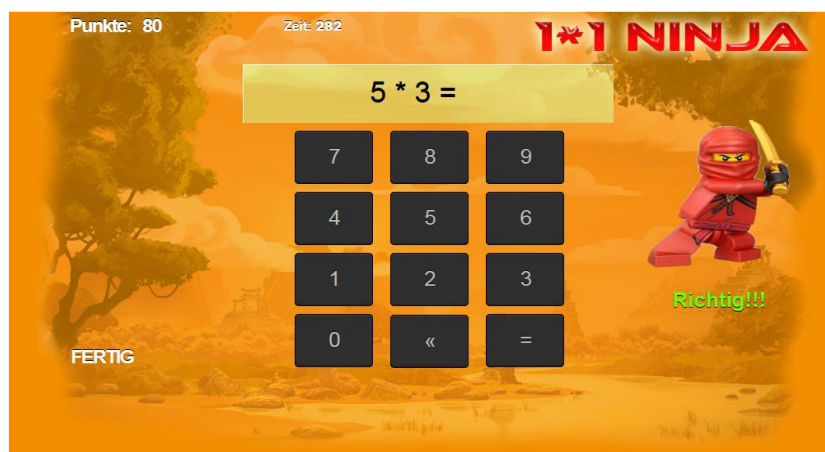 Punkte: 80
Zeit: 282
1*1 NINJA
5 * 3 =
7 8 9
4 5 6
1 2 3
0 « =
Richtig!!!
FERTIG